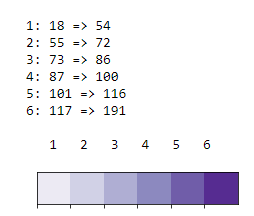 1: 18 => 54
2: 55 => 72
3: 73 => 86
4: 87 => 100
5: 101 => 116
6: 117 => 191
1 2 3 4 5 6